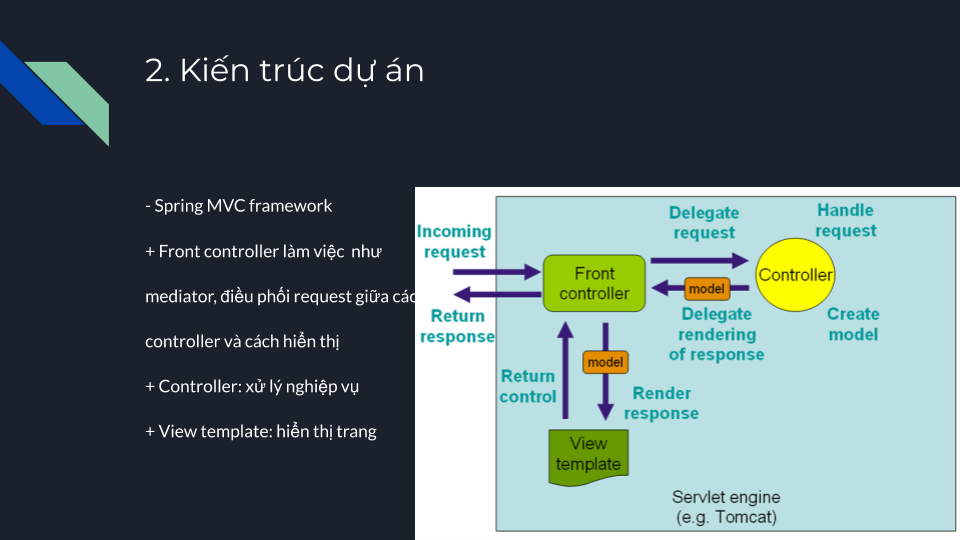 2. Kiến trúc dự án
- Spring MVC framework
+ Front controller làm việc như
mediator, điều phối request giữa các
controller và cách hiển thị
+ Controller: xử lý nghiệp vụ
+ View template: hiển thị trang
Incoming
request
Return
response
Front
controller
Delegate
request
Handle
request
Controller
model
Delegate
rendering
of response
Create
model
model
Return
control
Render
response
View
template
Servlet engine
(e.g. Tomcat)